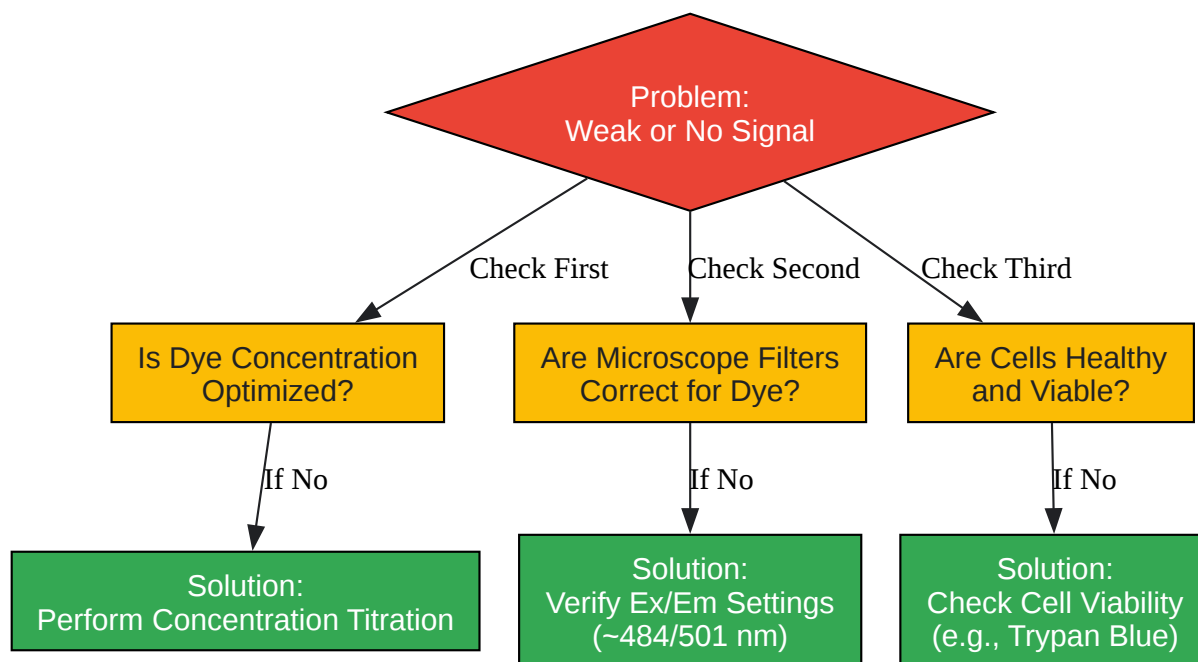 Problem:
Weak or No Signal
Check First
Check Second
Check Third
Is Dye Concentration
Optimized?
Are Microscope Filters
Correct for Dye?
Are Cells Healthy
and Viable?
If No
If No
If No
Solution:
Perform Concentration Titration
Solution:
Verify Ex/Em Settings
(~484/501 nm)
Solution:
Check Cell Viability
(e.g., Trypan Blue)